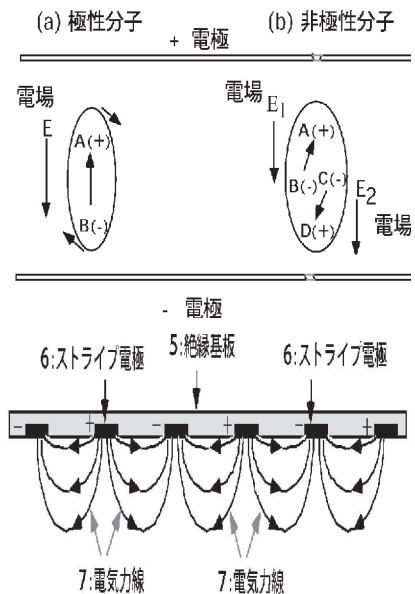 (a) 極性分子 (b) 非極性分子
+ 電極
電場
E
A(+)
B(-)
電場
E1
A(+)
B(-)
C(-)
D(+)
E2
電場
- 電極
5:絶縁基板
6:ストライプ電極
6:ストライプ電極
- + - + - +
7:電気力線
7:電気力線